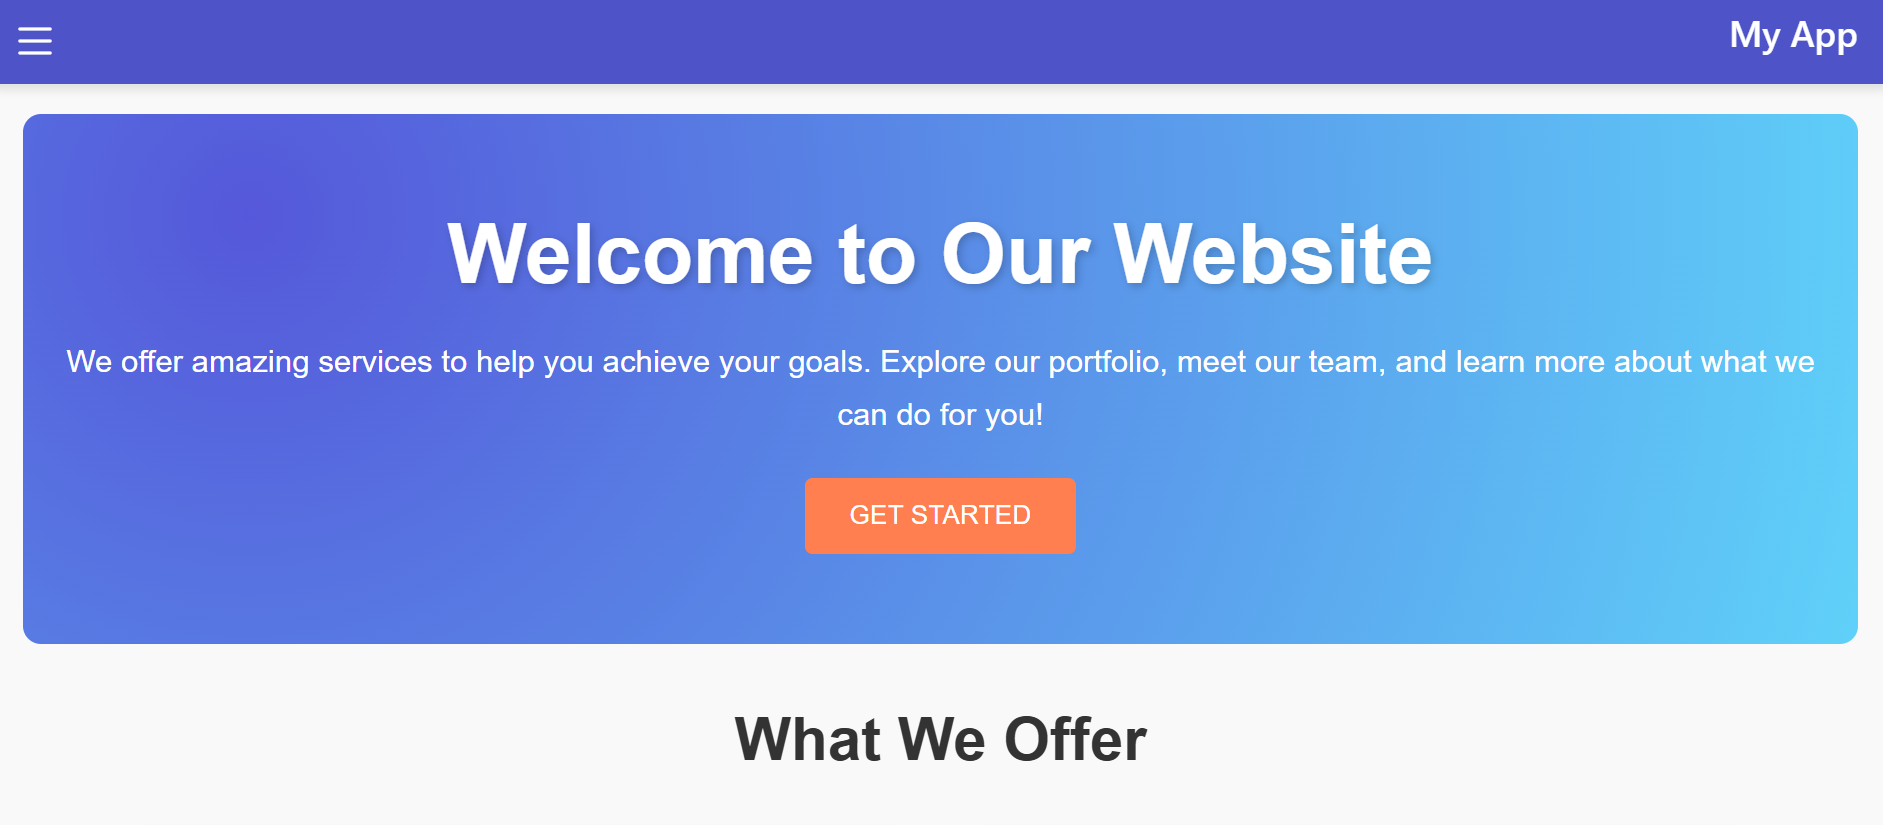 My App
Welcome to Our Website
We offer amazing services to help you achieve your goals. Explore our portfolio, meet our team, and learn more about what we
can do for you!
GET STARTED
What We Offer